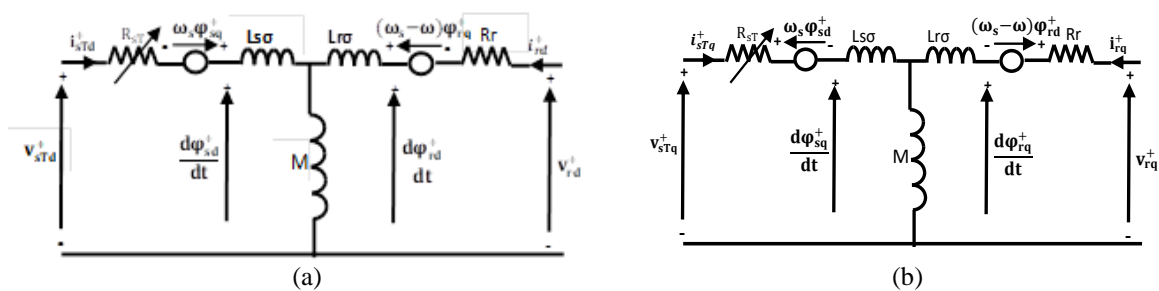 i⁺sTd RsT ωsφ⁺sq Lsσ Lrσ (ωs−ω)φ⁺rq Rr i⁺rd
- + + -
+ +
v⁺sTd
+ dφ⁺sd/dt
M
+ dφ⁺rd/dt
v⁺rd
- -
(a)
i⁺sTq RsT ωsφ⁺sd Lsσ Lrσ (ωs−ω)φ⁺rd Rr i⁺rq
+ - - +
+ +
v⁺sTq
+ dφ⁺sq/dt
M
+ dφ⁺rq/dt
v⁺rq
- -
(b)